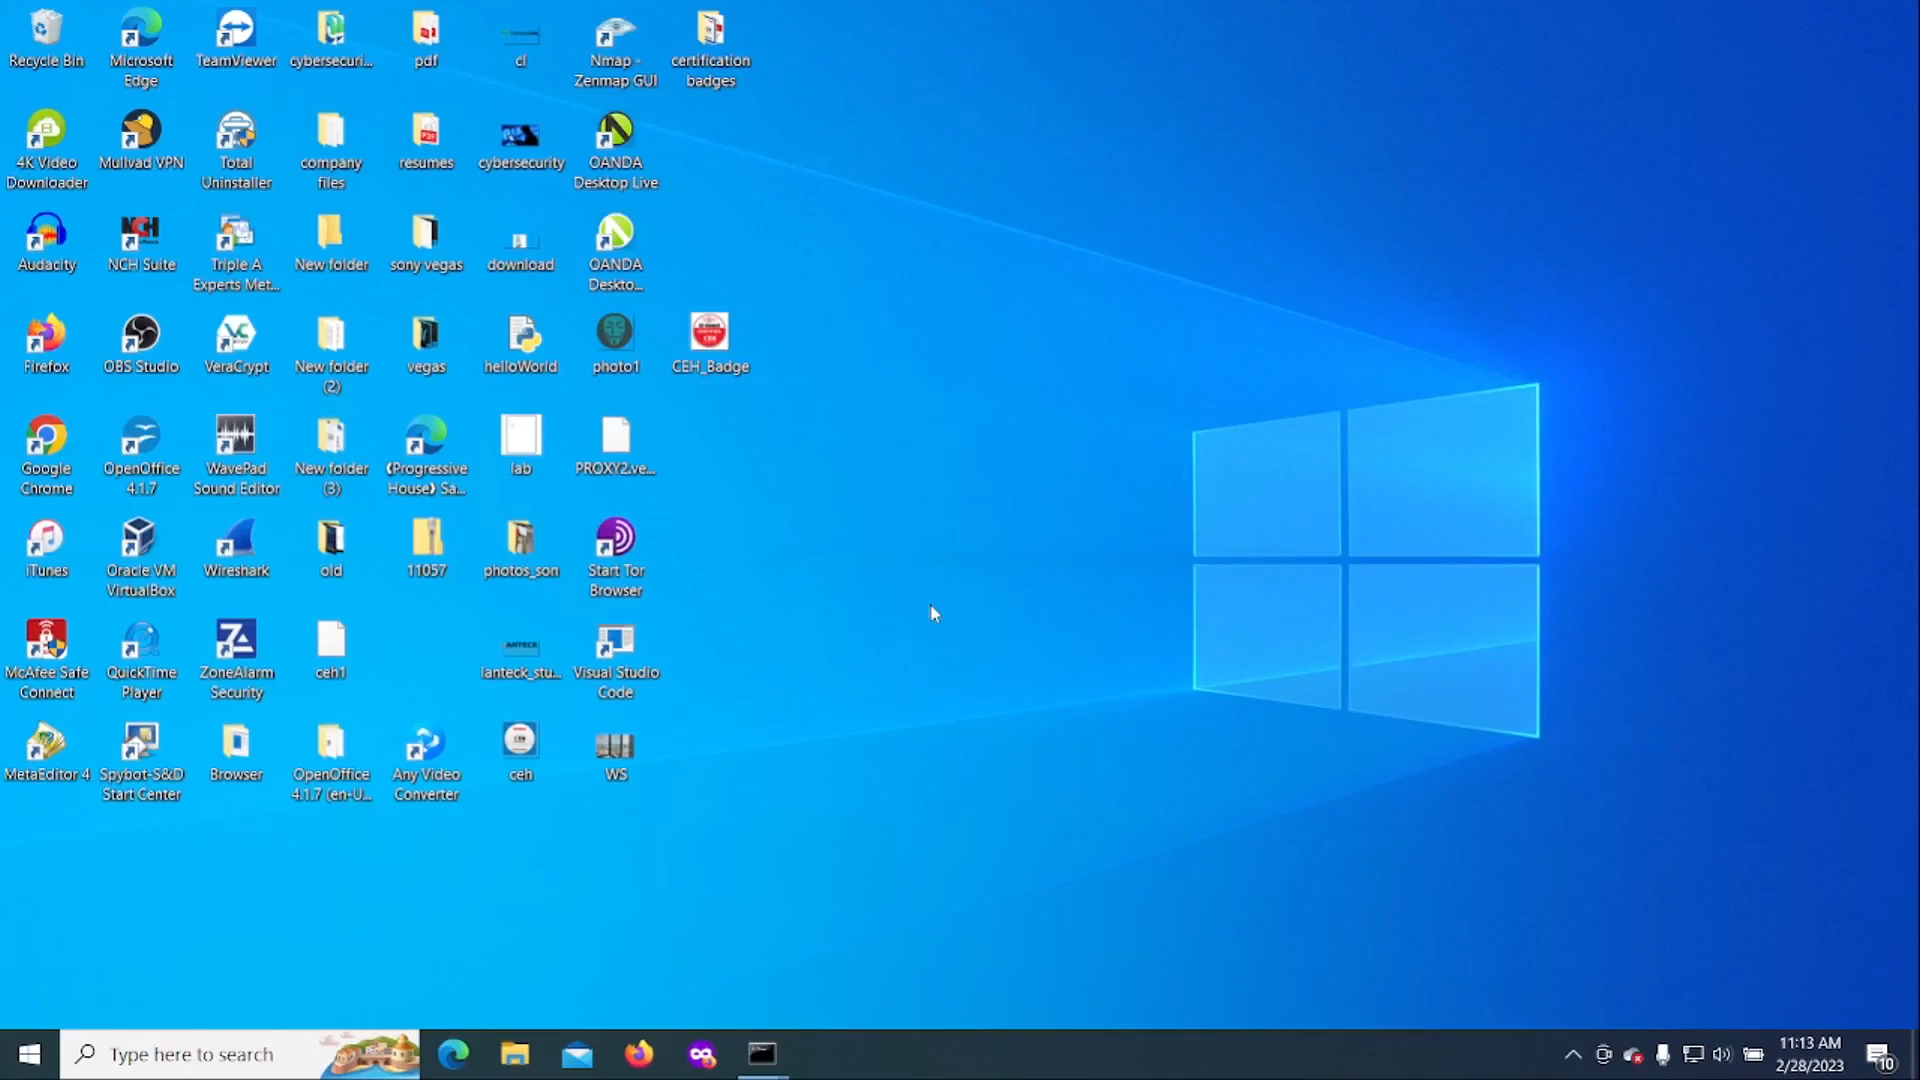 Recycle Bin
Microsoft
Edge
TeamViewer
cybersecuri...
pdf
cl
Nmap -
Zenmap GUI
certification
badges
4K Video
Downloader
Mullvad VPN
Total
Uninstaller
company
files
resumes
cybersecurity
OANDA
Desktop Live
Audacity
NCH Suite
Triple A
Experts Met...
New folder
sony vegas
download
OANDA
Deskto...
Firefox
OBS Studio
VeraCrypt
New folder
(2)
vegas
helloWorld
photo1
CEH_Badge
Google
Chrome
OpenOffice
4.1.7
WavePad
Sound Editor
New folder
(3)
《Progressive
House》 Sa...
lab
PROXY2.ve...
iTunes
Oracle VM
VirtualBox
Wireshark
old
11057
photos_son
Start Tor
Browser
McAfee Safe
Connect
QuickTime
Player
ZoneAlarm
Security
ceh1
lanteck_stu...
Visual Studio
Code
MetaEditor 4
Spybot-S&D
Start Center
Browser
OpenOffice
4.1.7 (en-U...
Any Video
Converter
ceh
WS
Type here to search
11:13 AM
2/28/2023
10